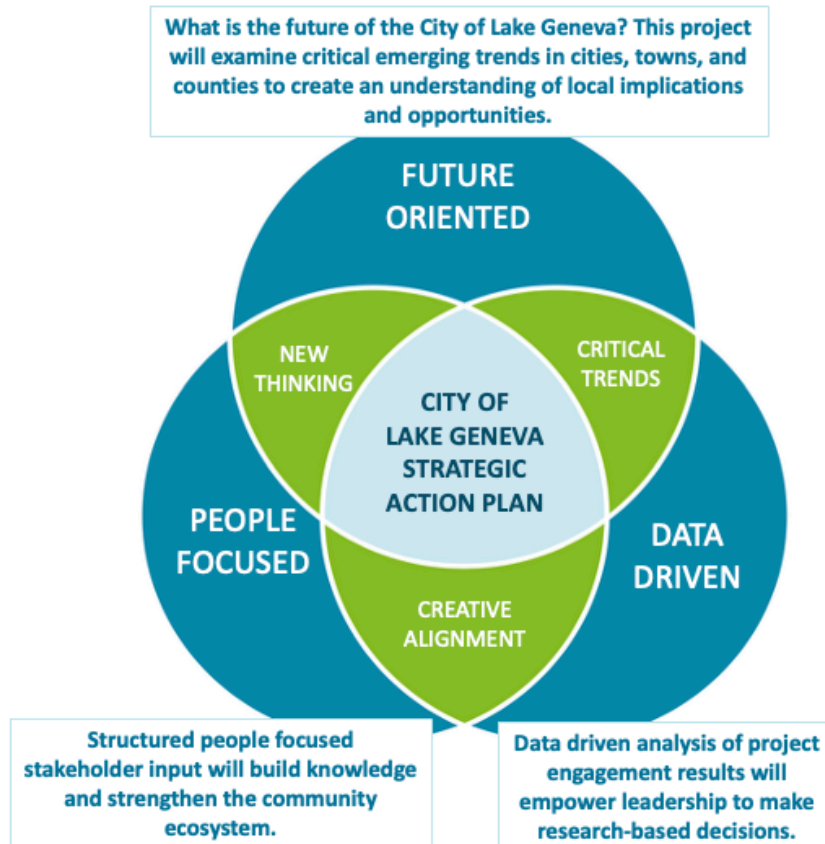 What is the future of the City of Lake Geneva? This project
will examine critical emerging trends in cities, towns, and
counties to create an understanding of local implications
and opportunities.
FUTURE
ORIENTED
NEW
THINKING
CRITICAL
TRENDS
CITY OF
LAKE GENEVA
STRATEGIC
ACTION PLAN
PEOPLE
FOCUSED
DATA
DRIVEN
CREATIVE
ALIGNMENT
Structured people focused
stakeholder input will build knowledge
and strengthen the community
ecosystem.
Data driven analysis of project
engagement results will
empower leadership to make
research-based decisions.